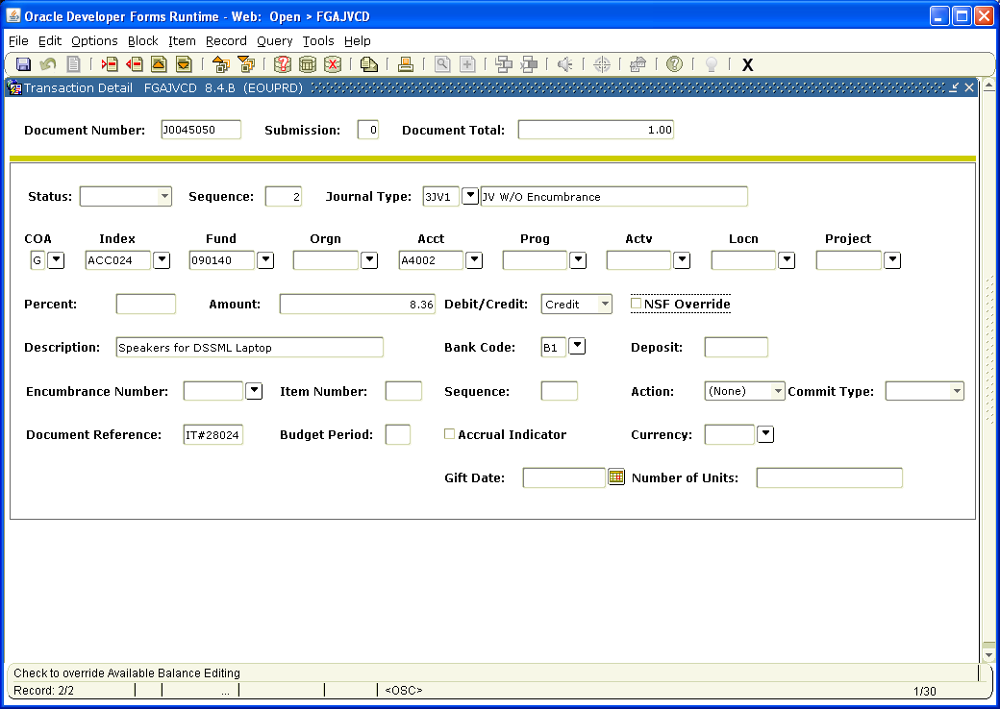 Oracle Developer Forms Runtime - Web: Open > FGAJVCD
File Edit Options Block Item Record Query Tools Help
X
Transaction Detail FGAJVCD 8.4.B (EOUPRD)
Document Number: J0045050 Submission: 0 Document Total: 1.00
Status: Sequence: 2 Journal Type: 3JV1 JV W/O Encumbrance
COA Index Fund Orgn Acct Prog Actv Locn Project
G ACC024 090140 A4002
Percent: Amount: 8.36 Debit/Credit: Credit NSF Override
Description: Speakers for DSSML Laptop Bank Code: B1 Deposit:
Encumbrance Number: Item Number: Sequence: Action: (None) Commit Type:
Document Reference: IT#28024 Budget Period: Accrual Indicator Currency:
Gift Date: Number of Units:
Check to override Available Balance Editing
Record: 2/2 ... <OSC> 1/30